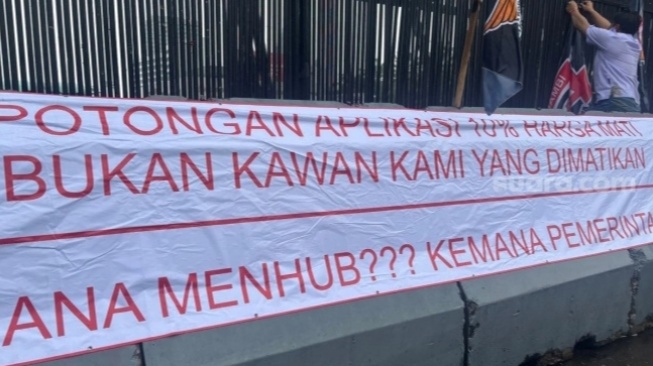 POTONGAN APLIKASI 10% HARGA MATI
BUKAN KAWAN KAMI YANG DIMATIKAN
ANA MENHUB??? KEMANA PEMERINTA
suara.com